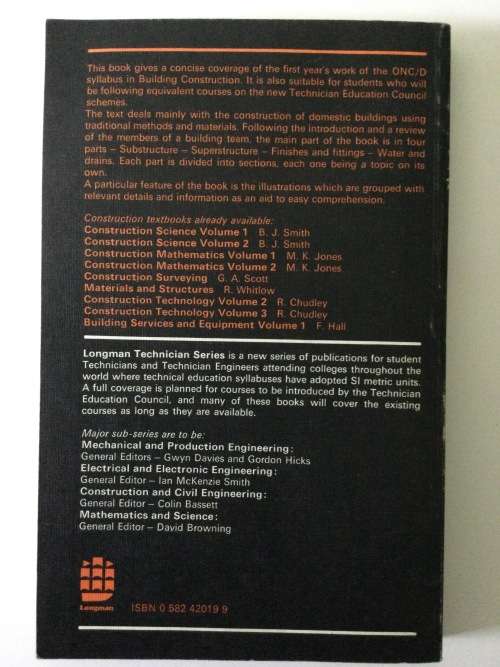 This book gives a concise coverage of the first year's work of the ONC/D
syllabus in Building Construction. It is also suitable for students who will
be following equivalent courses on the new Technician Education Council
schemes.
The text deals mainly with the construction of domestic buildings using
traditional methods and materials. Following the introduction and a review
of the members of a building team, the main part of the book is in four
parts – Substructure – Superstructure – Finishes and fittings – Water and
drains. Each part is divided into sections, each one being a topic on its
own.
A particular feature of the book is the illustrations which are grouped with
relevant details and information as an aid to easy comprehension.
Construction textbooks already available:
Construction Science Volume 1 B. J. Smith
Construction Science Volume 2 B. J. Smith
Construction Mathematics Volume 1 M. K. Jones
Construction Mathematics Volume 2 M. K. Jones
Construction Surveying G. A. Scott
Materials and Structures R. Whitlow
Construction Technology Volume 2 R. Chudley
Construction Technology Volume 3 R. Chudley
Building Services and Equipment Volume 1 F. Hall
Longman Technician Series is a new series of publications for student
Technicians and Technician Engineers attending colleges throughout the
world where technical education syllabuses have adopted SI metric units.
A full coverage is planned for courses to be introduced by the Technician
Education Council, and many of these books will cover the existing
courses as long as they are available.
Major sub-series are to be:
Mechanical and Production Engineering:
General Editors – Gwyn Davies and Gordon Hicks
Electrical and Electronic Engineering:
General Editor – Ian McKenzie Smith
Construction and Civil Engineering:
General Editor – Colin Bassett
Mathematics and Science:
General Editor – David Browning
Longman
ISBN 0 582 42019 9